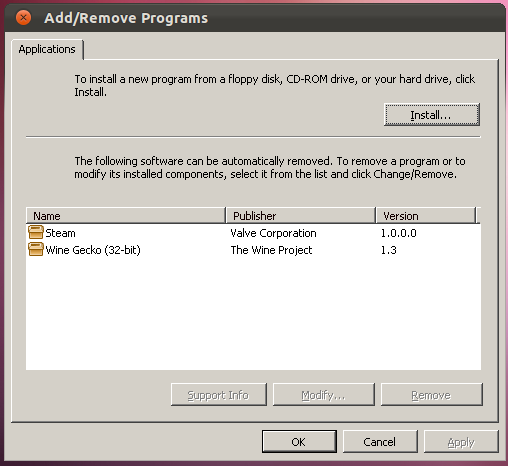 Add/Remove Programs
Applications
To install a new program from a floppy disk, CD-ROM drive, or your hard drive, click
Install.
Install...
The following software can be automatically removed. To remove a program or to
modify its installed components, select it from the list and click Change/Remove.
Name Publisher Version
Steam Valve Corporation 1.0.0.0
Wine Gecko (32-bit) The Wine Project 1.3
Support Info Modify... Remove
OK Cancel Apply